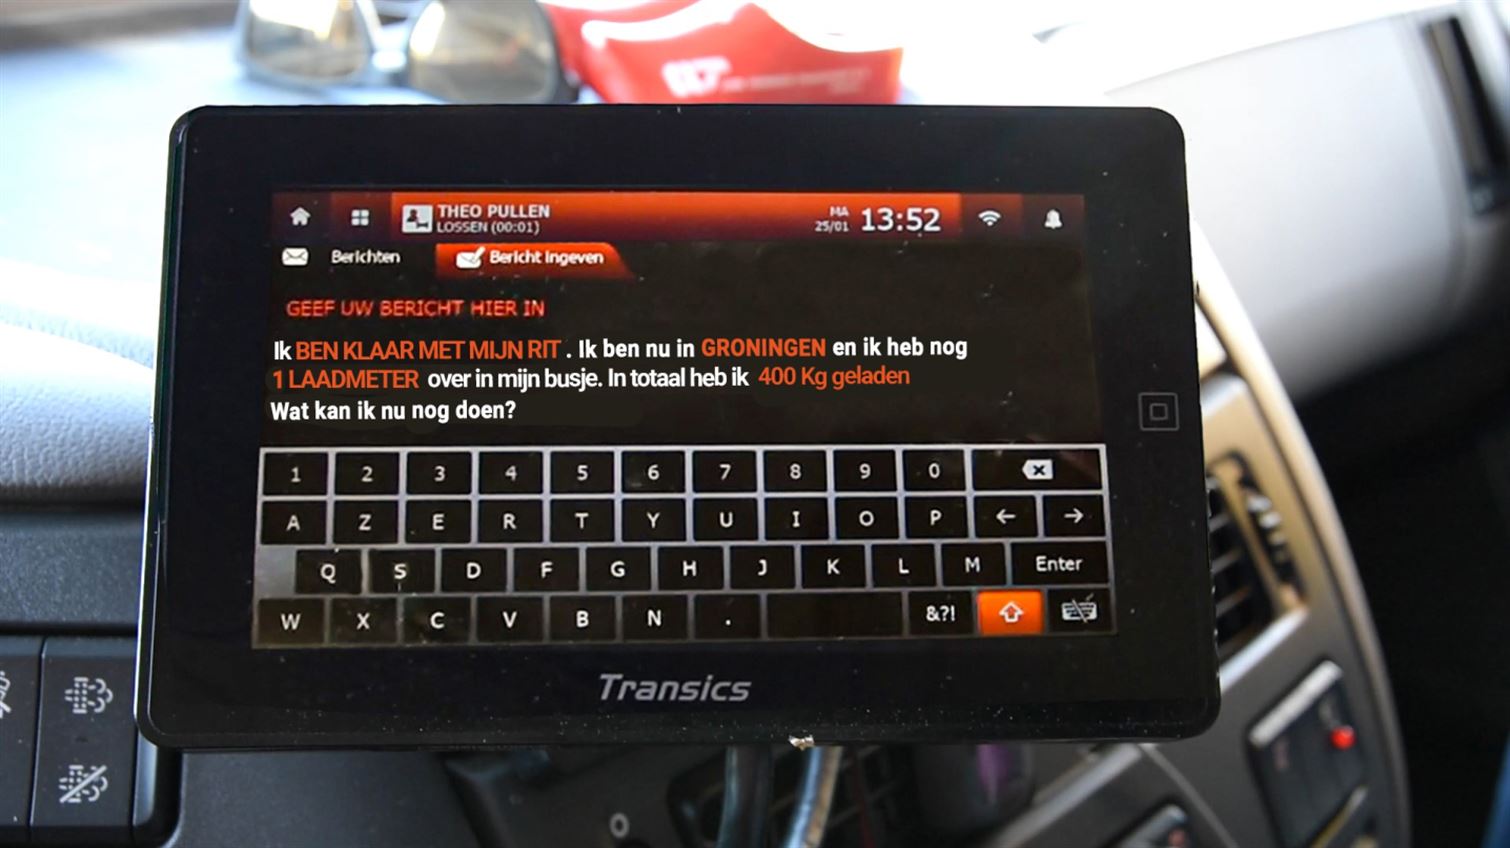 THEO PULLEN
LOSSEN (00:01)
MA
25/01
13:52
Berichten
Bericht ingeven
GEEF UW BERICHT HIER IN
Ik BEN KLAAR MET MIJN RIT . Ik ben nu in GRONINGEN en ik heb nog
1 LAADMETER over in mijn busje. In totaal heb ik 400 Kg geladen
Wat kan ik nu nog doen?
1 2 3 4 5 6 7 8 9 0
A Z E R T Y U I O P ← →
Q S D F G H J K L M Enter
W X C V B N . &?!
Transics